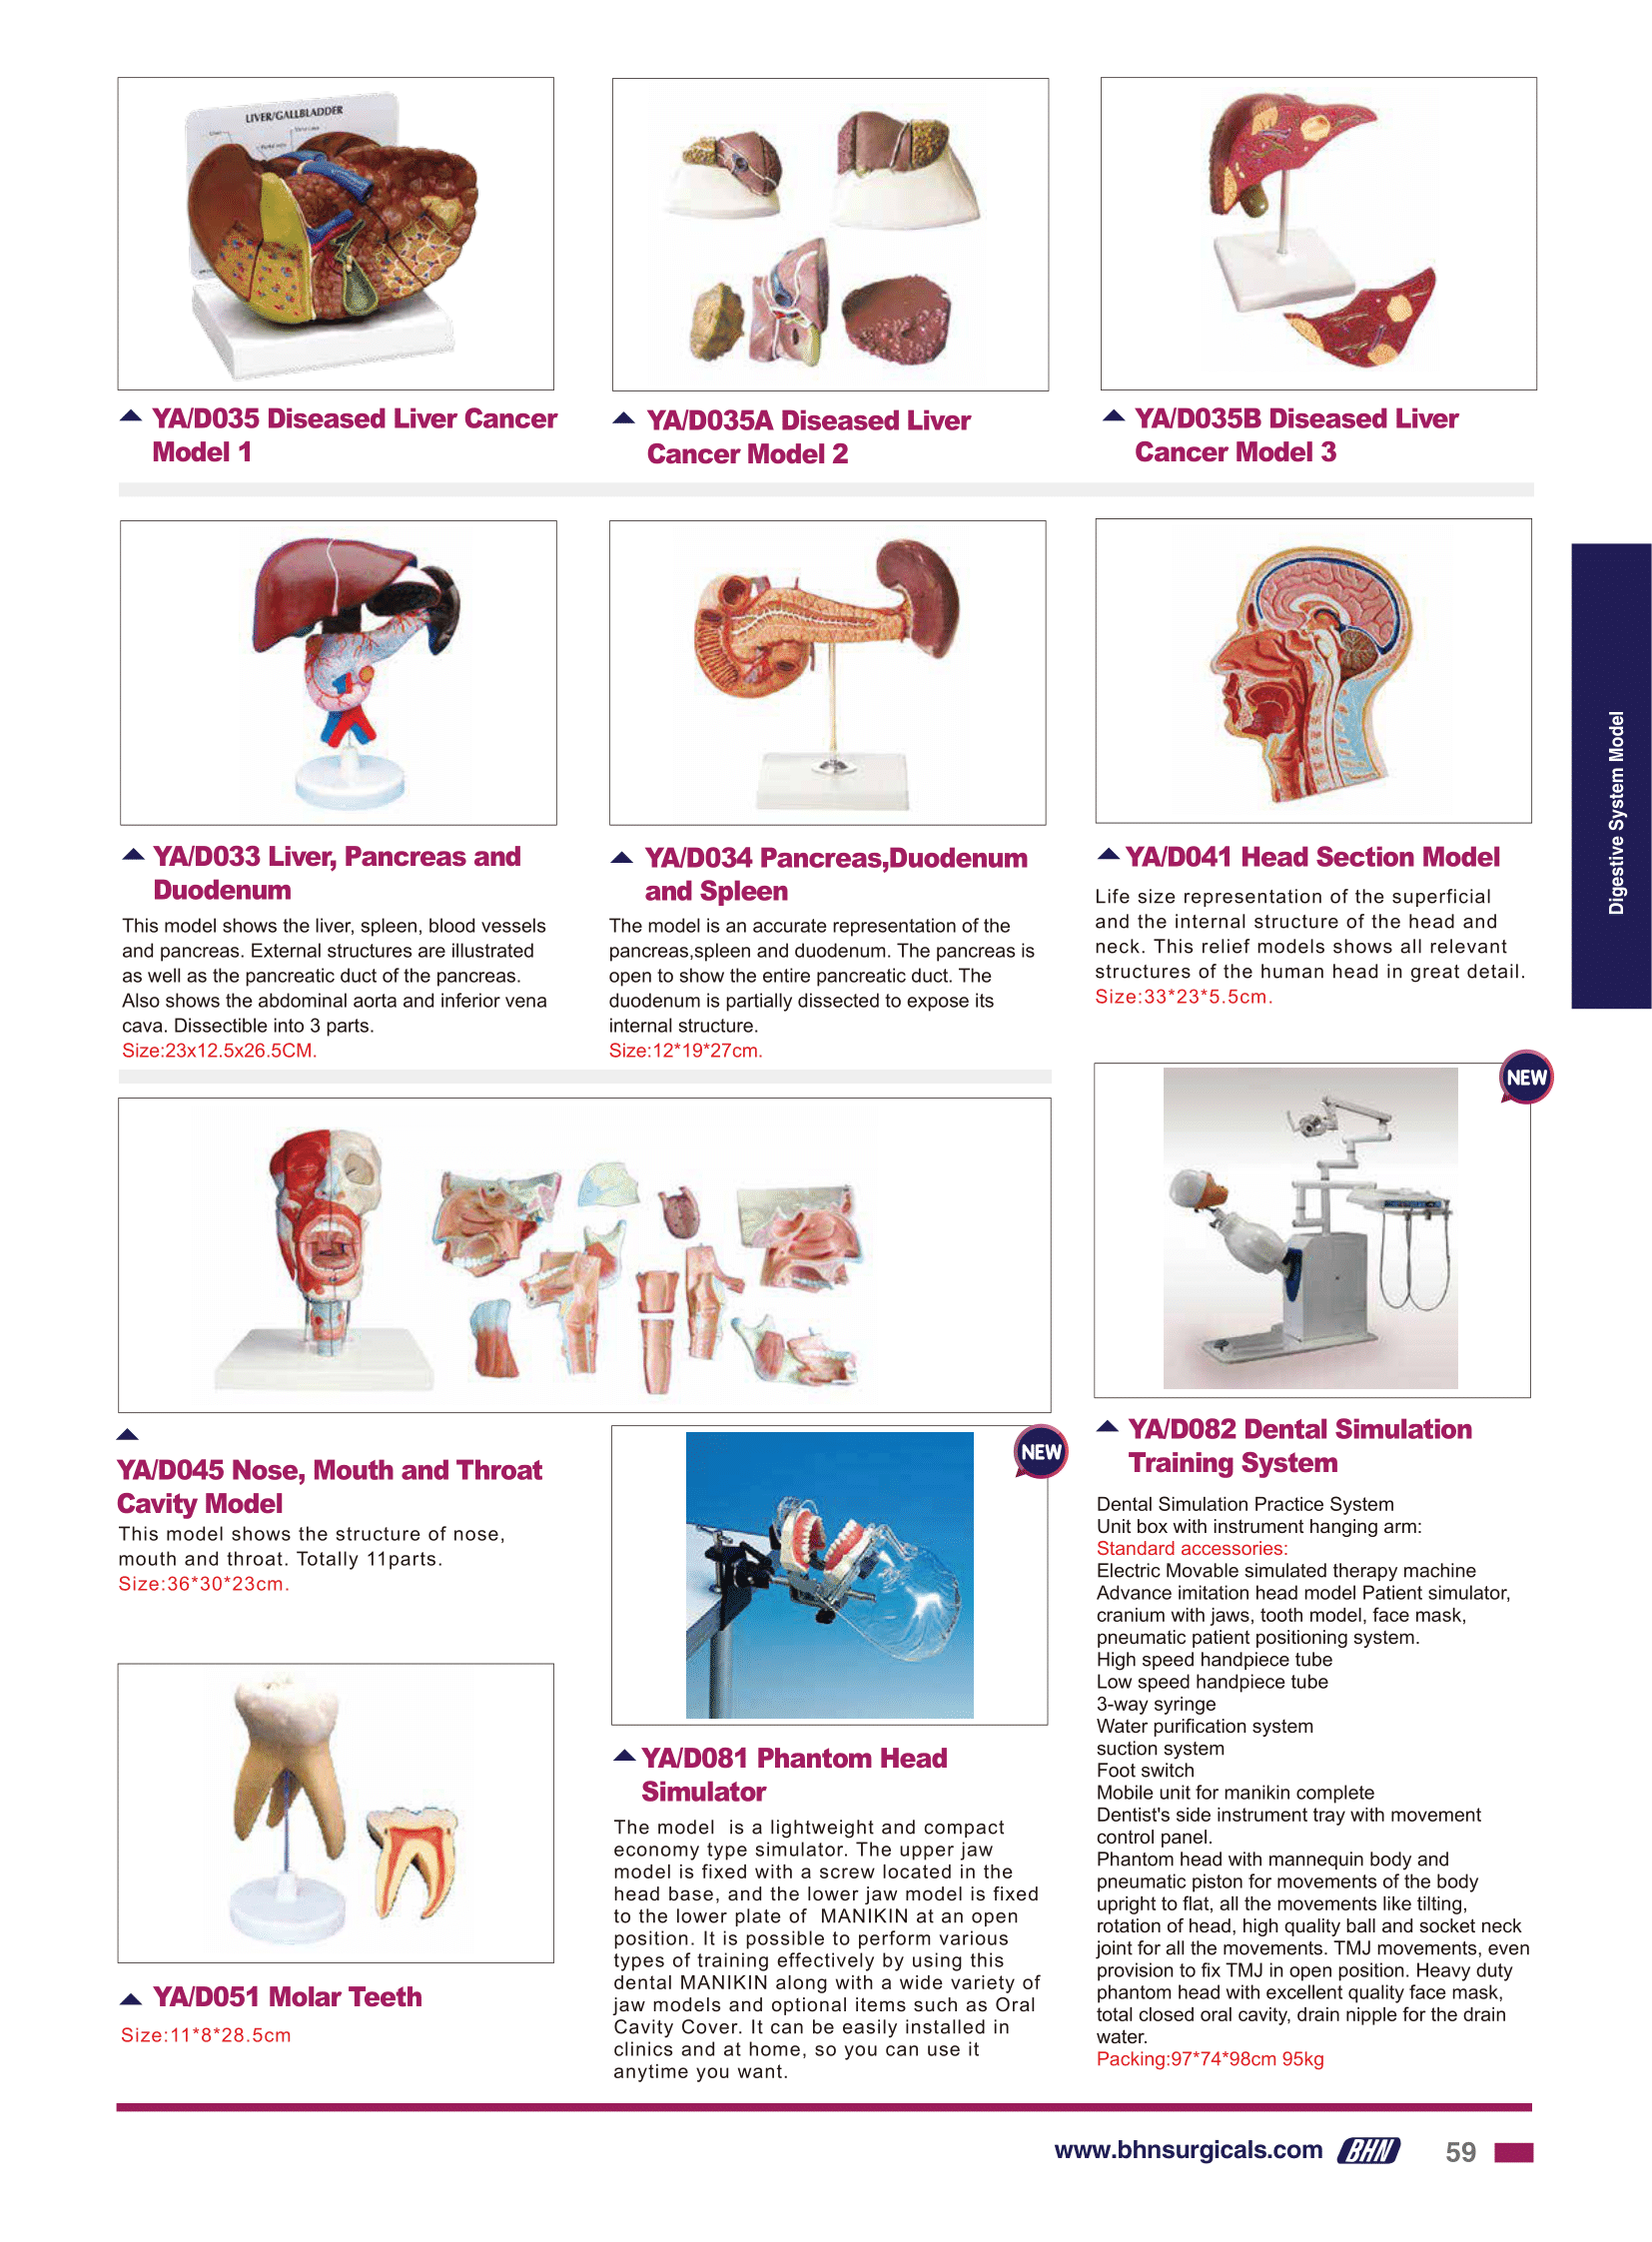 LIVER/GALLBLADDER
YA/D035 Diseased Liver Cancer
Model 1
YA/D035A Diseased Liver
Cancer Model 2
YA/D035B Diseased Liver
Cancer Model 3
YA/D033 Liver, Pancreas and
Duodenum
This model shows the liver, spleen, blood vessels
and pancreas. External structures are illustrated
as well as the pancreatic duct of the pancreas.
Also shows the abdominal aorta and inferior vena
cava. Dissectible into 3 parts.
Size:23x12.5x26.5CM.
YA/D034 Pancreas,Duodenum
and Spleen
The model is an accurate representation of the
pancreas,spleen and duodenum. The pancreas is
open to show the entire pancreatic duct. The
duodenum is partially dissected to expose its
internal structure.
Size:12*19*27cm.
YA/D041 Head Section Model
Life size representation of the superficial
and the internal structure of the head and
neck. This relief models shows all relevant
structures of the human head in great detail.
Size:33*23*5.5cm.
Digestive System Model
YA/D045 Nose, Mouth and Throat
Cavity Model
This model shows the structure of nose,
mouth and throat. Totally 11parts.
Size:36*30*23cm.
YA/D051 Molar Teeth
Size:11*8*28.5cm
NEW
YA/D081 Phantom Head
Simulator
The model  is a lightweight and compact
economy type simulator. The upper jaw
model is fixed with a screw located in the
head base, and the lower jaw model is fixed
to the lower plate of  MANIKIN at an open
position. It is possible to perform various
types of training effectively by using this
dental MANIKIN along with a wide variety of
jaw models and optional items such as Oral
Cavity Cover. It can be easily installed in
clinics and at home, so you can use it
anytime you want.
NEW
YA/D082 Dental Simulation
Training System
Dental Simulation Practice System
Unit box with instrument hanging arm:
Standard accessories:
Electric Movable simulated therapy machine
Advance imitation head model Patient simulator,
cranium with jaws, tooth model, face mask,
pneumatic patient positioning system.
High speed handpiece tube
Low speed handpiece tube
3-way syringe
Water purification system
suction system
Foot switch
Mobile unit for manikin complete
Dentist's side instrument tray with movement
control panel.
Phantom head with mannequin body and
pneumatic piston for movements of the body
upright to flat, all the movements like tilting,
rotation of head, high quality ball and socket neck
joint for all the movements. TMJ movements, even
provision to fix TMJ in open position. Heavy duty
phantom head with excellent quality face mask,
total closed oral cavity, drain nipple for the drain
water.
Packing:97*74*98cm 95kg
www.bhnsurgicals.com BHN 59